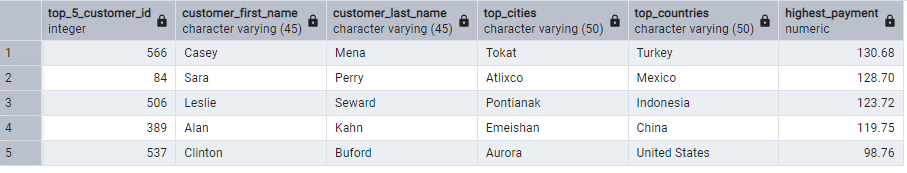 top_5_customer_id customer_first_name customer_last_name top_cities top_countries highest_payment
integer character varying (45) character varying (45) character varying (50) character varying (50) numeric
1 566 Casey Mena Tokat Turkey 130.68
2 84 Sara Perry Atlixco Mexico 128.70
3 506 Leslie Seward Pontianak Indonesia 123.72
4 389 Alan Kahn Emeishan China 119.75
5 537 Clinton Buford Aurora United States 98.76